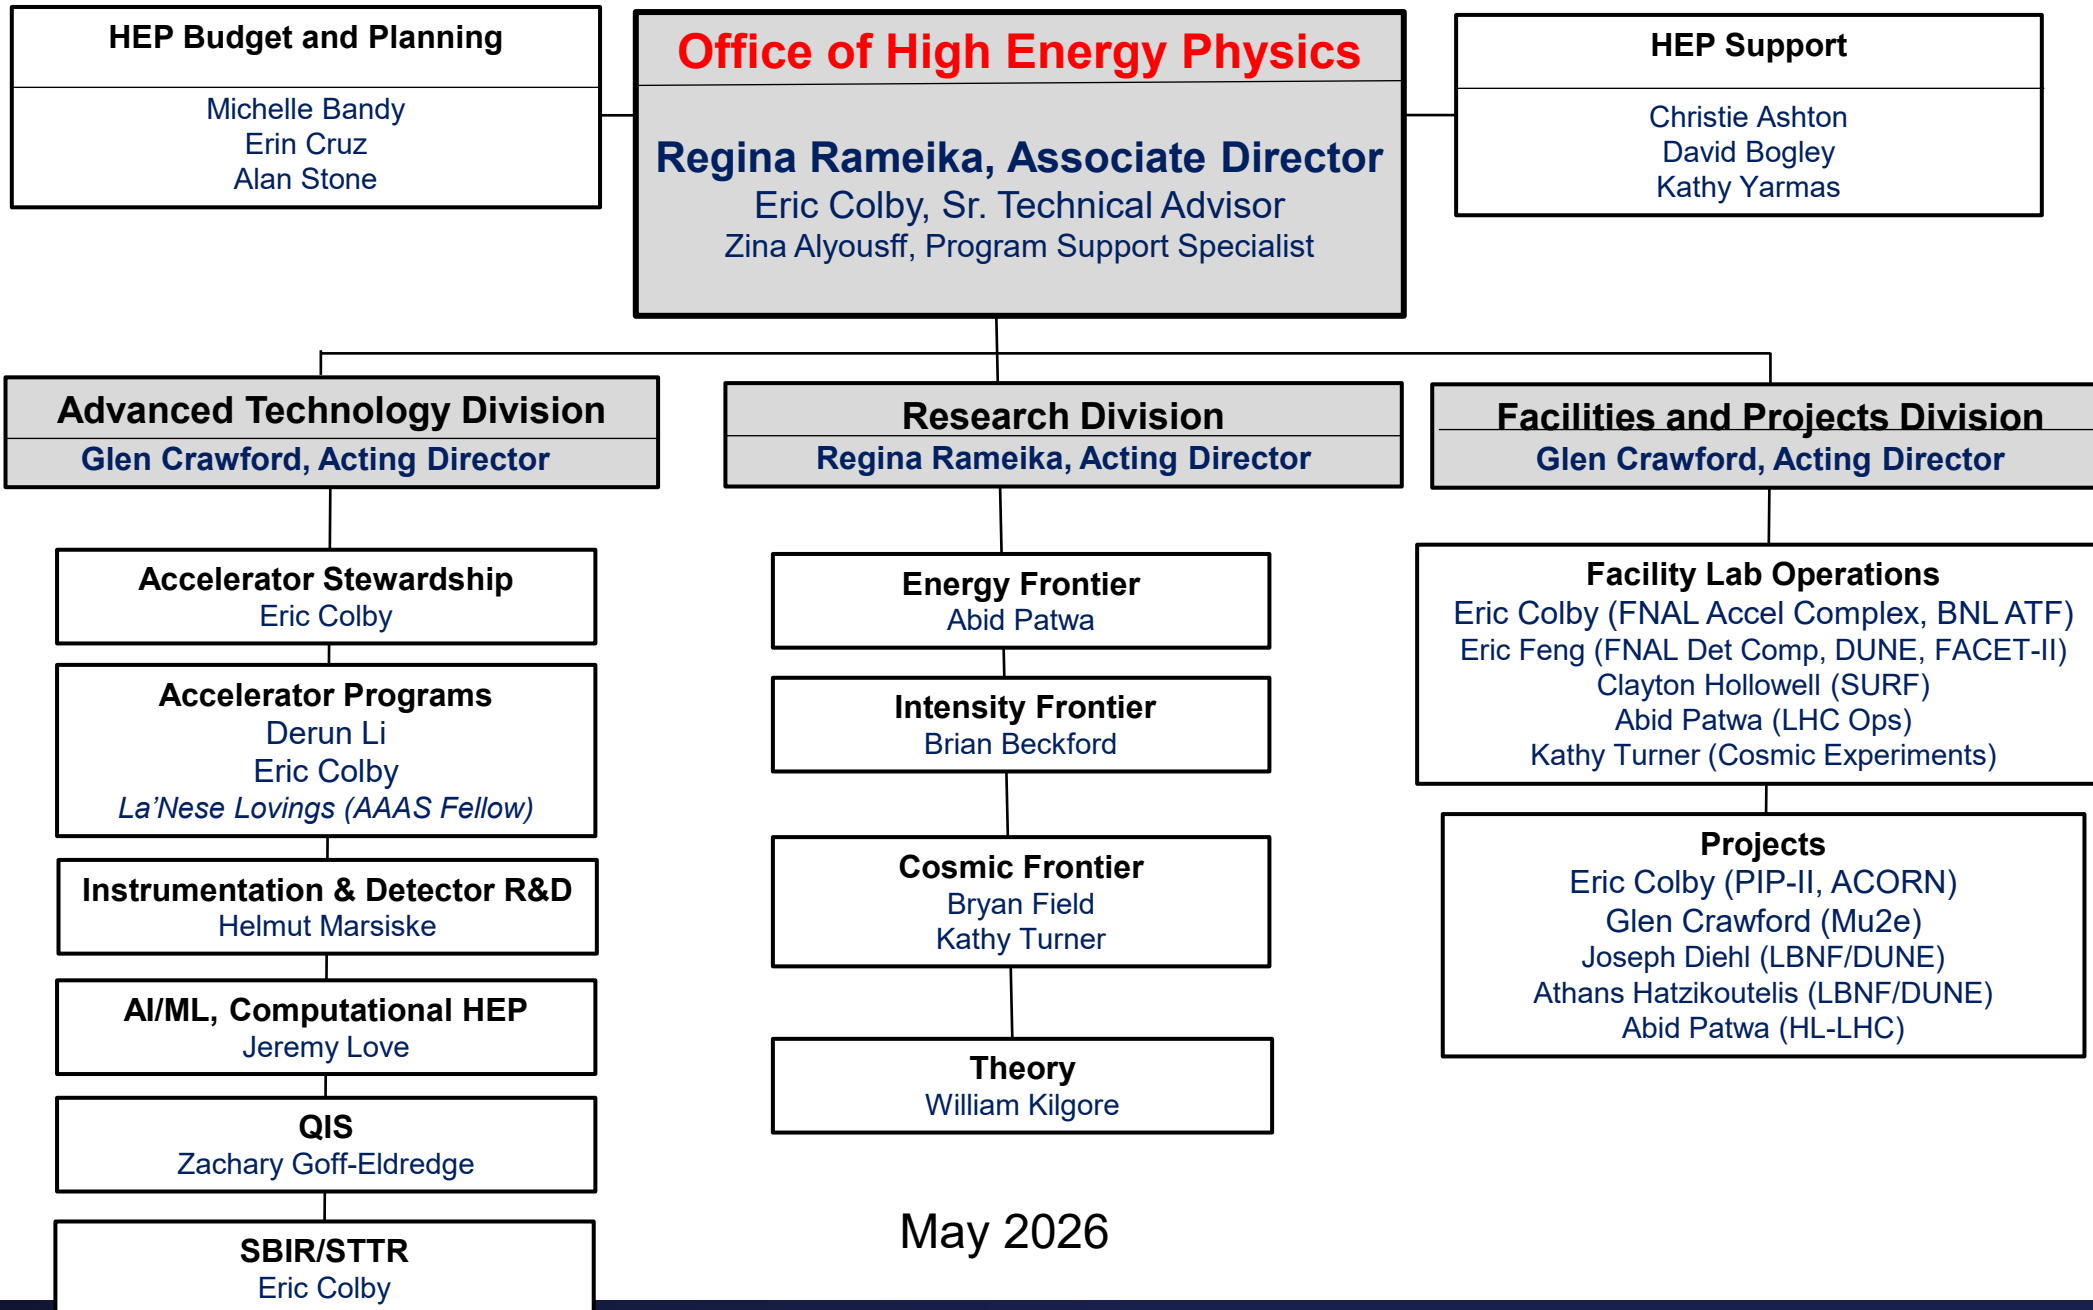 HEP Budget and Planning
Michelle Bandy
Erin Cruz
Alan Stone
Office of High Energy Physics
Regina Rameika, Associate Director
Eric Colby, Sr. Technical Advisor
Zina Alyousff, Program Support Specialist
HEP Support
Christie Ashton
David Bogley
Kathy Yarmas
Advanced Technology Division
Glen Crawford, Acting Director
Accelerator Stewardship
Eric Colby
Accelerator Programs
Derun Li
Eric Colby
La’Nese Lovings (AAAS Fellow)
Instrumentation & Detector R&D
Helmut Marsiske
AI/ML, Computational HEP
Jeremy Love
QIS
Zachary Goff-Eldredge
SBIR/STTR
Eric Colby
Research Division
Regina Rameika, Acting Director
Energy Frontier
Abid Patwa
Intensity Frontier
Brian Beckford
Cosmic Frontier
Bryan Field
Kathy Turner
Theory
William Kilgore
May 2026
Facilities and Projects Division
Glen Crawford, Acting Director
Facility Lab Operations
Eric Colby (FNAL Accel Complex, BNL ATF)
Eric Feng (FNAL Det Comp, DUNE, FACET-II)
Clayton Hollowell (SURF)
Abid Patwa (LHC Ops)
Kathy Turner (Cosmic Experiments)
Projects
Eric Colby (PIP-II, ACORN)
Glen Crawford (Mu2e)
Joseph Diehl (LBNF/DUNE)
Athans Hatzikoutelis (LBNF/DUNE)
Abid Patwa (HL-LHC)